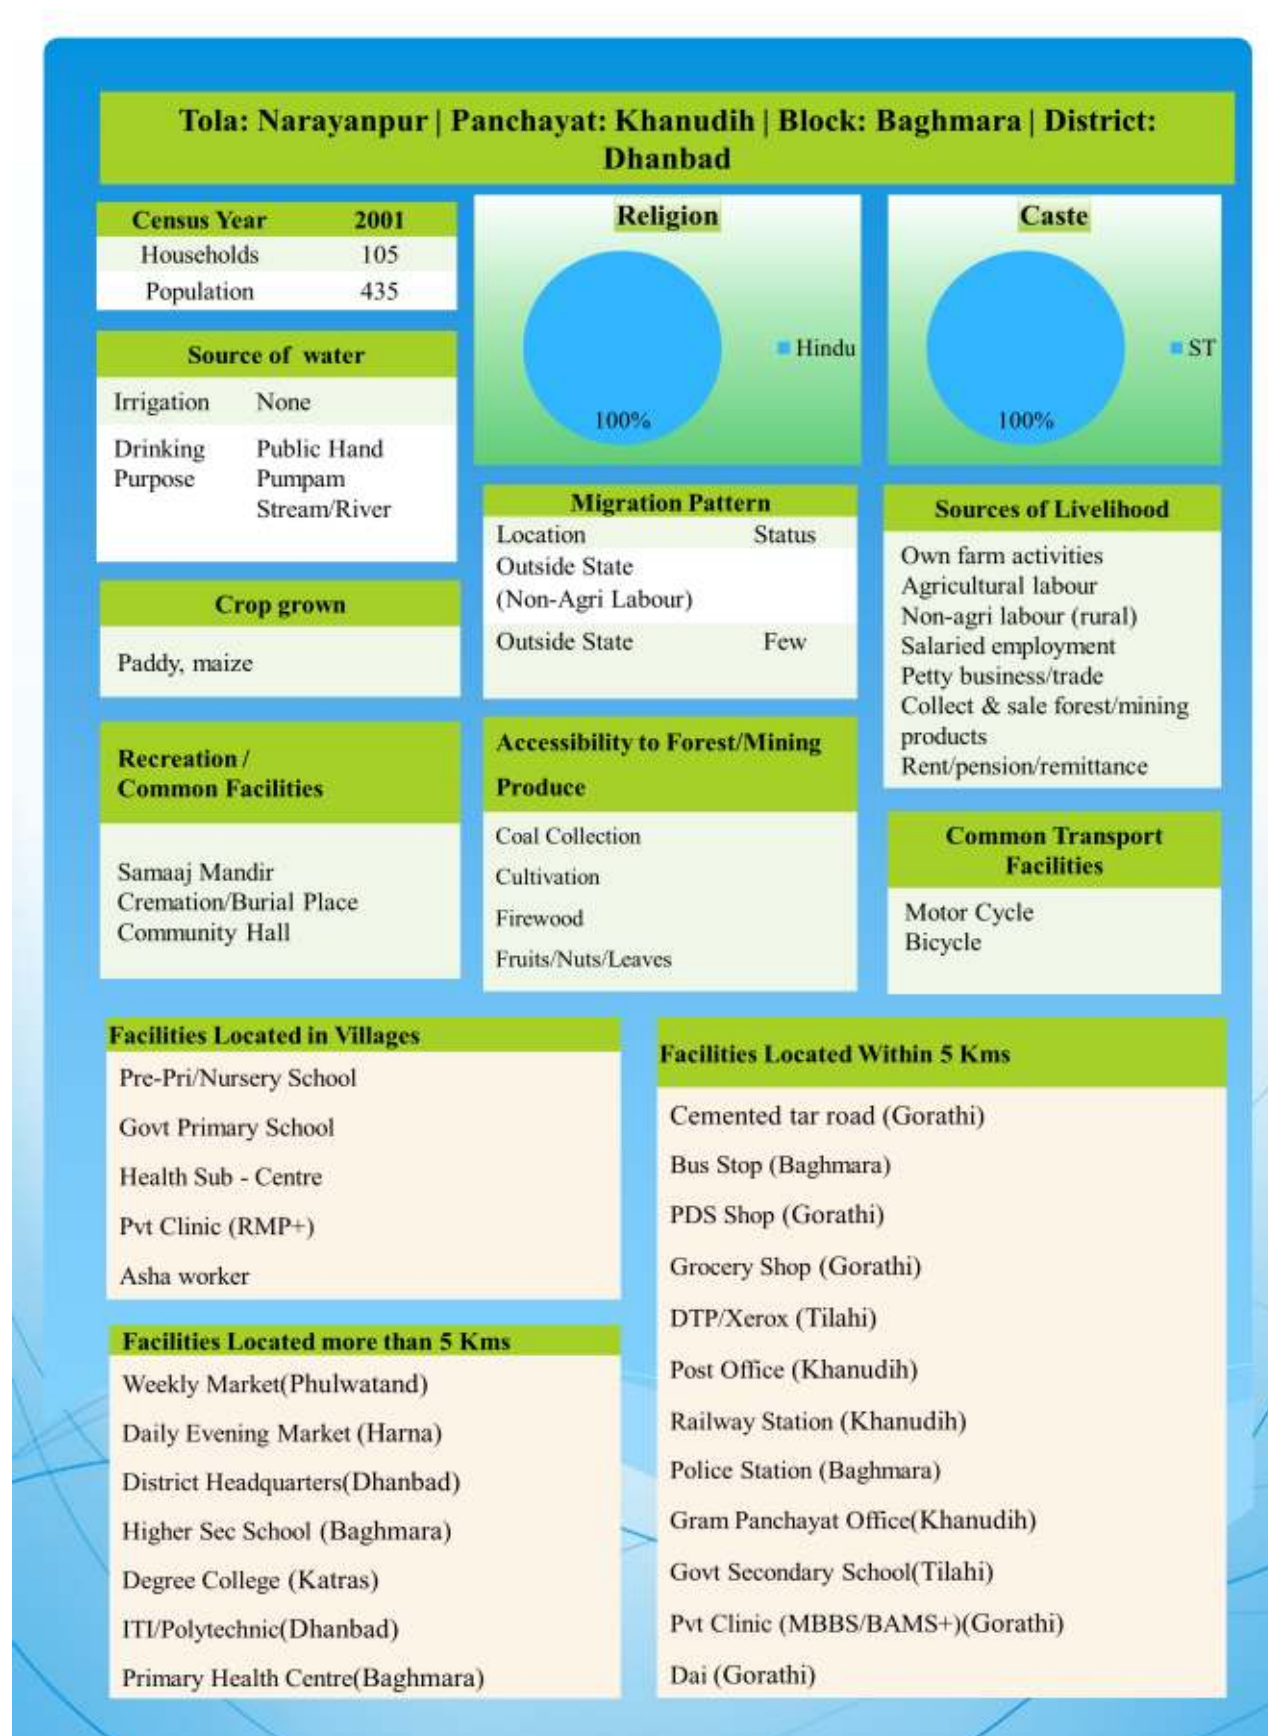 Tola: Narayanpur | Panchayat: Khanudih | Block: Baghmara | District:
Dhanbad
Census Year 2001
Households 105
Population 435
Religion
Hindu
100%
Caste
ST
100%
Source of water
Irrigation None
Drinking Public Hand
Purpose Pumpam
Stream/River
Migration Pattern
Location Status
Outside State
(Non-Agri Labour)
Outside State Few
Sources of Livelihood
Own farm activities
Agricultural labour
Non-agri labour (rural)
Salaried employment
Petty business/trade
Collect & sale forest/mining
products
Rent/pension/remittance
Crop grown
Paddy, maize
Recreation /
Common Facilities
Samaaj Mandir
Cremation/Burial Place
Community Hall
Accessibility to Forest/Mining
Produce
Coal Collection
Cultivation
Firewood
Fruits/Nuts/Leaves
Common Transport
Facilities
Motor Cycle
Bicycle
Facilities Located in Villages
Pre-Pri/Nursery School
Govt Primary School
Health Sub - Centre
Pvt Clinic (RMP+)
Asha worker
Facilities Located more than 5 Kms
Weekly Market(Phulwatand)
Daily Evening Market (Harna)
District Headquarters(Dhanbad)
Higher Sec School (Baghmara)
Degree College (Katras)
ITI/Polytechnic(Dhanbad)
Primary Health Centre(Baghmara)
Facilities Located Within 5 Kms
Cemented tar road (Gorathi)
Bus Stop (Baghmara)
PDS Shop (Gorathi)
Grocery Shop (Gorathi)
DTP/Xerox (Tilahi)
Post Office (Khanudih)
Railway Station (Khanudih)
Police Station (Baghmara)
Gram Panchayat Office(Khanudih)
Govt Secondary School(Tilahi)
Pvt Clinic (MBBS/BAMS+)(Gorathi)
Dai (Gorathi)